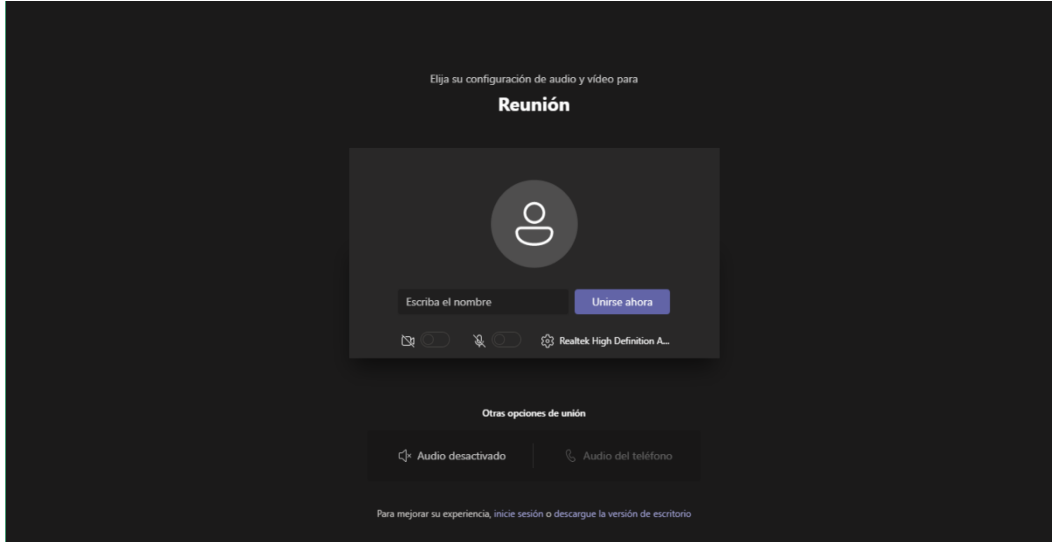 Elija su configuración de audio y vídeo para
Reunión
Escriba el nombre
Unirse ahora
Realtek High Definition A...
Otras opciones de unión
Audio desactivado
Audio del teléfono
Para mejorar su experiencia, inicie sesión o descargue la versión de escritorio